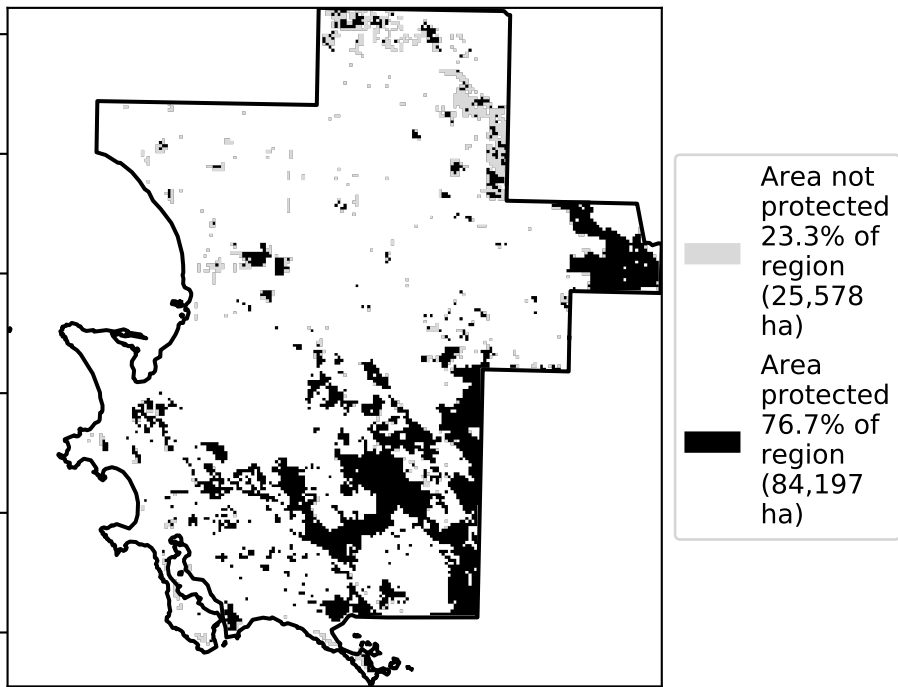 Area not
protected
23.3% of
region
(25,578
ha)
Area
protected
76.7% of
region
(84,197
ha)